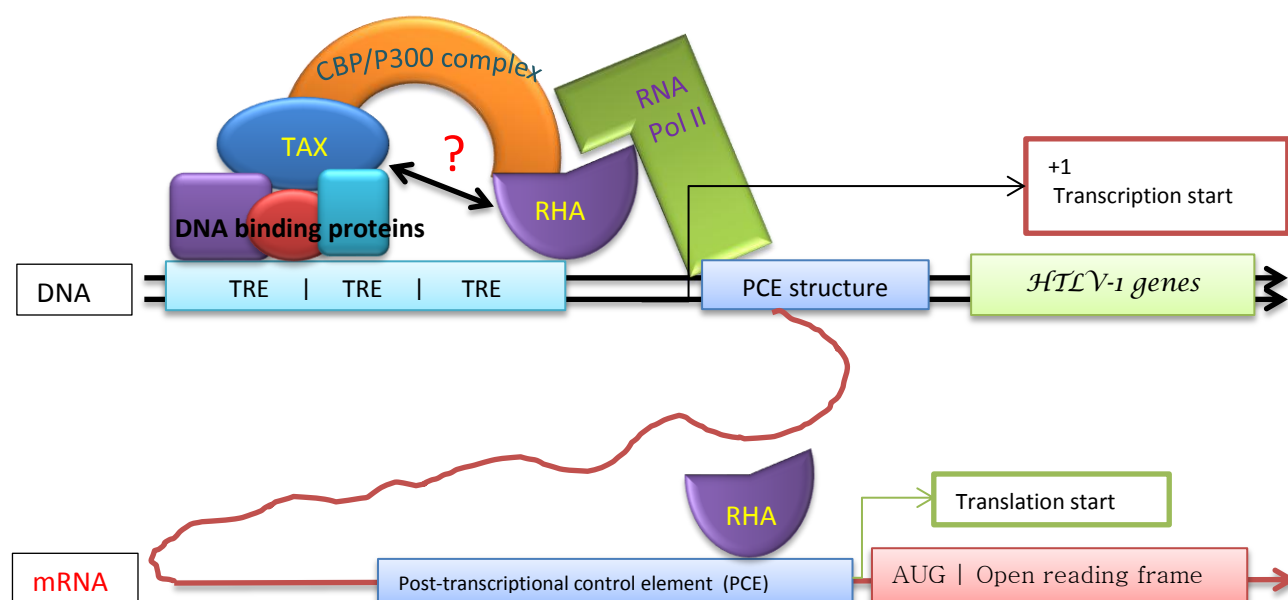 CBP/P300 complex
RNA
Pol II
TAX
?
RHA
+1
Transcription start
DNA binding proteins
DNA
TRE | TRE | TRE
PCE structure
HTLV-1 genes
RHA
Translation start
mRNA
Post-transcriptional control element (PCE)
AUG | Open reading frame